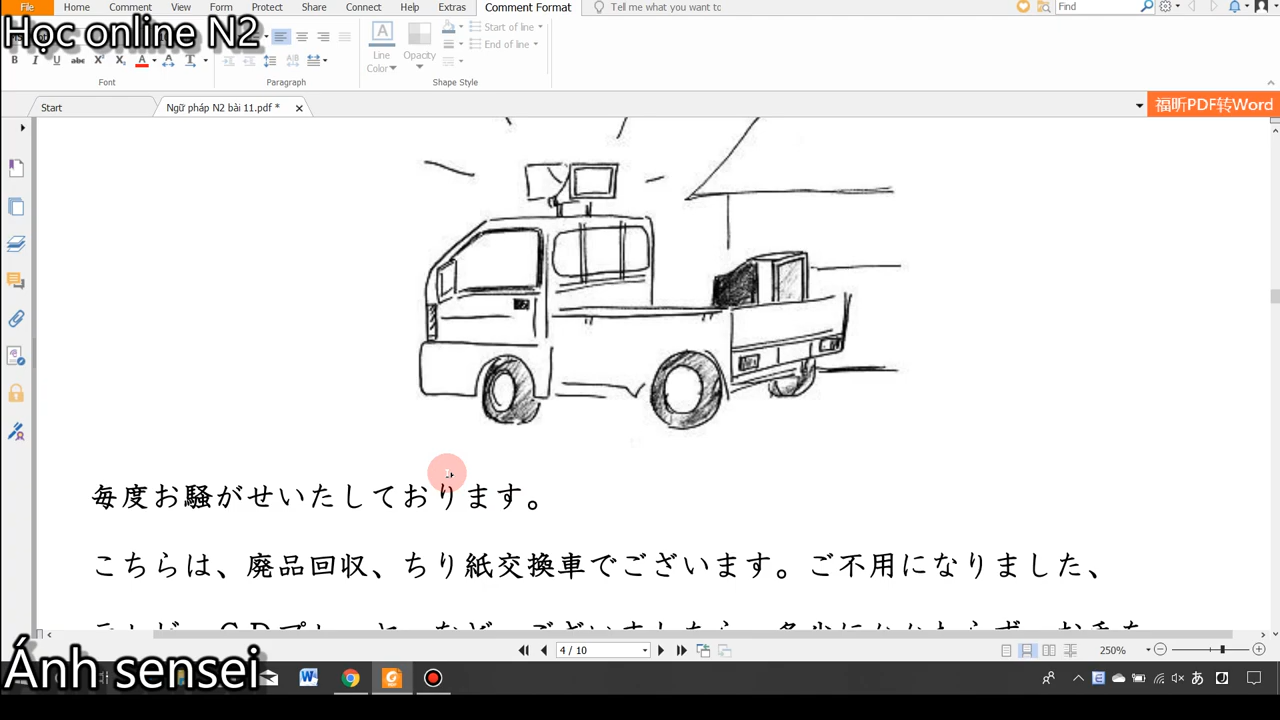 File Home Comment View Form Protect Share Connect Help Extras Comment Format Tell me what you want to Find
Học online N2
Line Color Opacity Start of line
End of line
Font Paragraph Shape Style
Start Ngữ pháp N2 bài 11.pdf * 福昕PDF转Word
毎度お騒がせいたしております。
こちらは、廃品回収、ちり紙交換車でございます。ご不用になりました、
4 / 10 250%
Ánh sensei